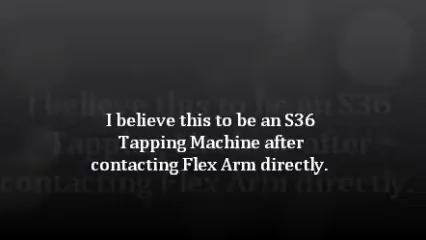 I believe this to be an S36
Tapping Machine after
contacting Flex Arm directly.